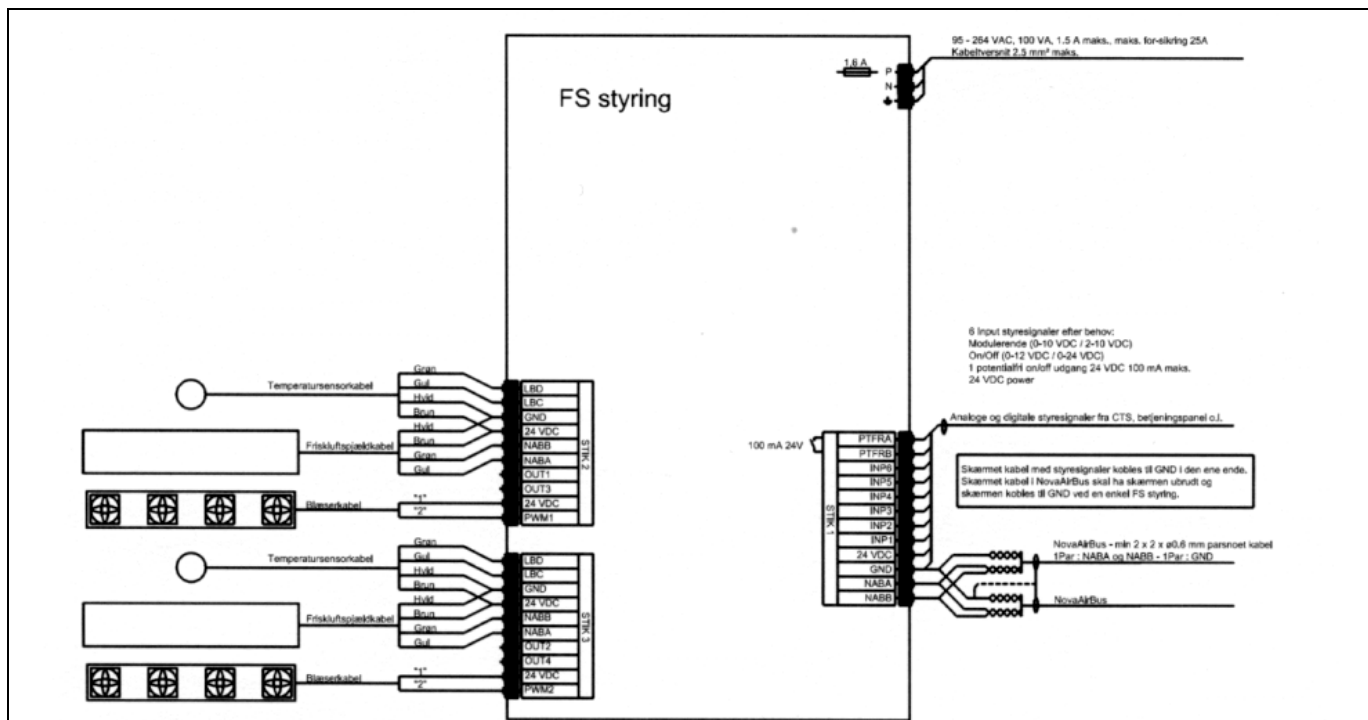 95 - 264 VAC, 100 VA, 1.5 A maks., maks. for-sikring 25A
Kabeltversnit 2.5 mm² maks.
1,6 A
P
N
FS styring
6 Input styresignaler efter behov:
Modulerende (0-10 VDC / 2-10 VDC)
On/Off (0-12 VDC / 0-24 VDC)
1 potentialfri on/off udgang 24 VDC 100 mA maks.
24 VDC power
Analoge og digitale styresignaler fra CTS, betjeningspanel o.l.
Skærmet kabel med styresignaler kobles til GND i den ene ende.
Skærmet kabel i NovaAirBus skal ha skærmen ubrudt og
skærmen kobles til GND ved en enkel FS styring.
NovaAirBus - min 2 x 2 x ø0.6 mm parsnoet kabel
1Par : NABA og NABB - 1Par : GND
NovaAirBus
100 mA 24V
STIK 1
PTFRA
PTFRB
INP6
INP5
INP4
INP3
INP2
INP1
24 VDC
GND
NABA
NABB
Temperatursensorkabel
Grøn
Gul
Hvid
Brun
Friskluftspjældkabel
Hvid
Brun
Grøn
Gul
Blæserkabel
"1"
"2"
LBD
LBC
GND
24 VDC
NABB
NABA
OUT1
OUT3
24 VDC
PWM1
STIK 2
Temperatursensorkabel
Grøn
Gul
Hvid
Brun
Friskluftspjældkabel
Hvid
Brun
Grøn
Gul
Blæserkabel
"1"
"2"
LBD
LBC
GND
24 VDC
NABB
NABA
OUT2
OUT4
24 VDC
PWM2
STIK 3